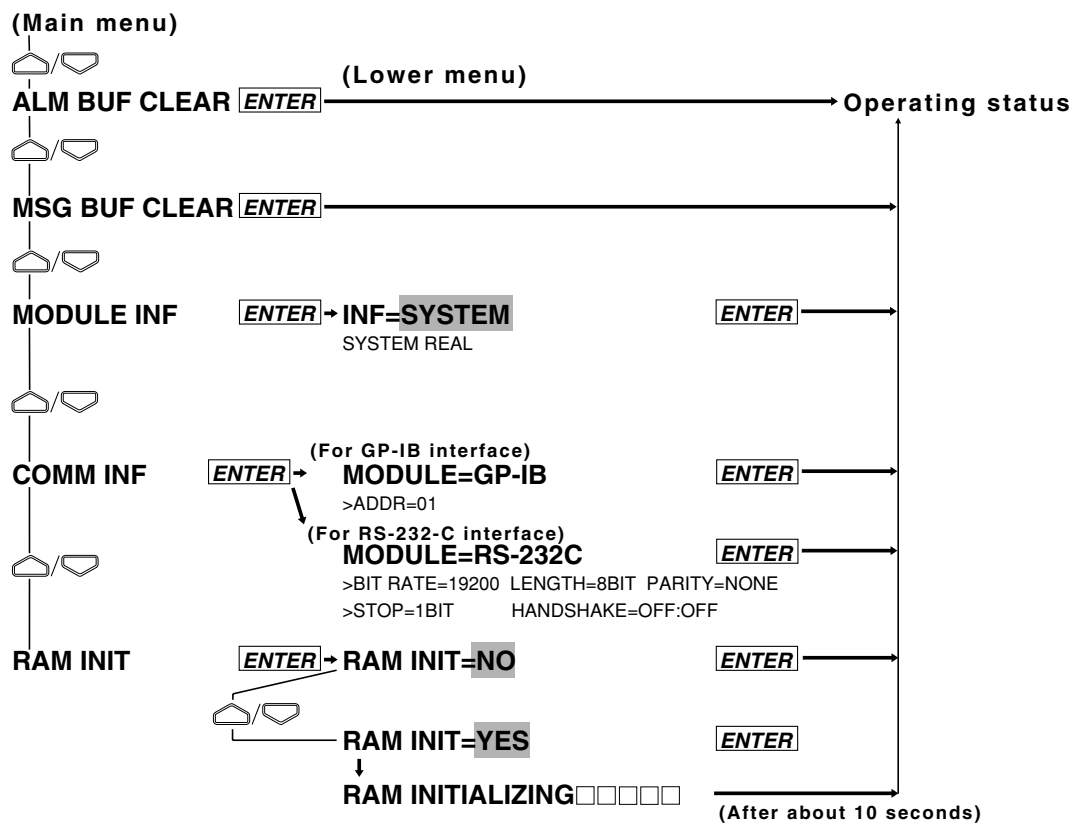 (Main menu)
/
(Lower menu)
ALM BUF CLEAR ENTER Operating status
/
MSG BUF CLEAR ENTER
/
MODULE INF ENTER INF=SYSTEM ENTER
SYSTEM REAL
/
(For GP-IB interface)
COMM INF ENTER MODULE=GP-IB ENTER
>ADDR=01
(For RS-232-C interface)
/ MODULE=RS-232C ENTER
>BIT RATE=19200 LENGTH=8BIT PARITY=NONE
>STOP=1BIT HANDSHAKE=OFF:OFF
RAM INIT ENTER RAM INIT=NO ENTER
/
RAM INIT=YES ENTER
RAM INITIALIZING□□□□□
(After about 10 seconds)